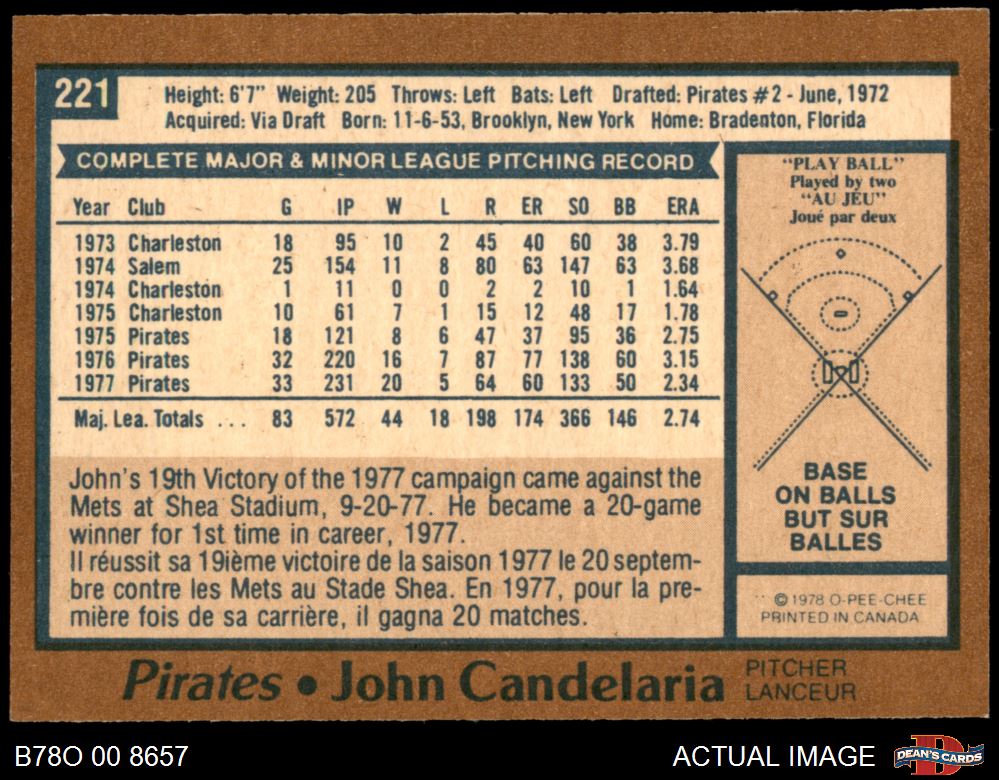 221
Height: 6'7" Weight: 205 Throws: Left Bats: Left Drafted: Pirates #2 - June, 1972
Acquired: Via Draft Born: 11-6-53, Brooklyn, New York Home: Bradenton, Florida
COMPLETE MAJOR & MINOR LEAGUE PITCHING RECORD
Year Club G IP W L R ER SO BB ERA
1973 Charleston 18 95 10 2 45 40 60 38 3.79
1974 Salem 25 154 11 8 80 63 147 63 3.68
1974 Charleston 1 11 0 0 2 2 10 1 1.64
1975 Charleston 10 61 7 1 15 12 48 17 1.78
1975 Pirates 18 121 8 6 47 37 95 36 2.75
1976 Pirates 32 220 16 7 87 77 138 60 3.15
1977 Pirates 33 231 20 5 64 60 133 50 2.34
Maj. Lea. Totals ... 83 572 44 18 198 174 366 146 2.74
John's 19th Victory of the 1977 campaign came against the
Mets at Shea Stadium, 9-20-77. He became a 20-game
winner for 1st time in career, 1977.
Il réussit sa 19ième victoire de la saison 1977 le 20 septem-
bre contre les Mets au Stade Shea. En 1977, pour la pre-
mière fois de sa carrière, il gagna 20 matches.
"PLAY BALL"
Played by two
"AU JEU"
Joué par deux
BASE
ON BALLS
BUT SUR
BALLES
© 1978 O-PEE-CHEE
PRINTED IN CANADA
Pirates • John Candelaria
PITCHER
LANCEUR
B78O 00 8657
ACTUAL IMAGE
DEAN'S CARDS